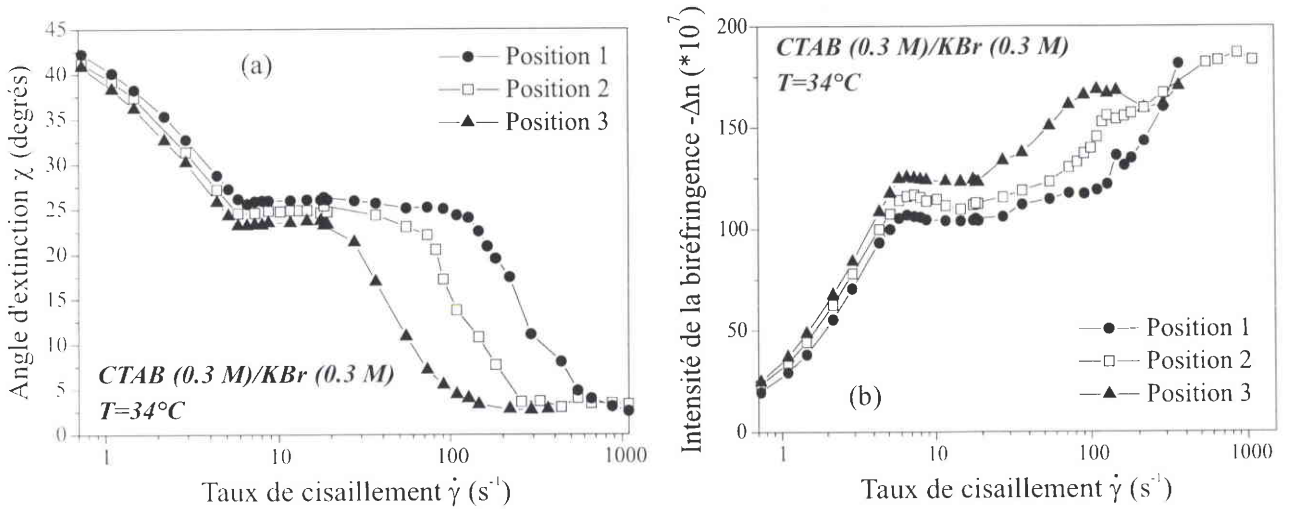 45
40
35
30
25
20
15
10
5
0
Angle d'extinction χ (degrés)
(a)
Position 1
Position 2
Position 3
CTAB (0.3 M)/KBr (0.3 M)
T=34°C
1
10
100
1000
Taux de cisaillement γ̇ (s⁻¹)
200
150
100
50
0
Intensité de la biréfringence -Δn (*10⁷)
CTAB (0.3 M)/KBr (0.3 M)
T=34°C
Position 1
Position 2
Position 3
(b)
1
10
100
1000
Taux de cisaillement γ̇ (s⁻¹)